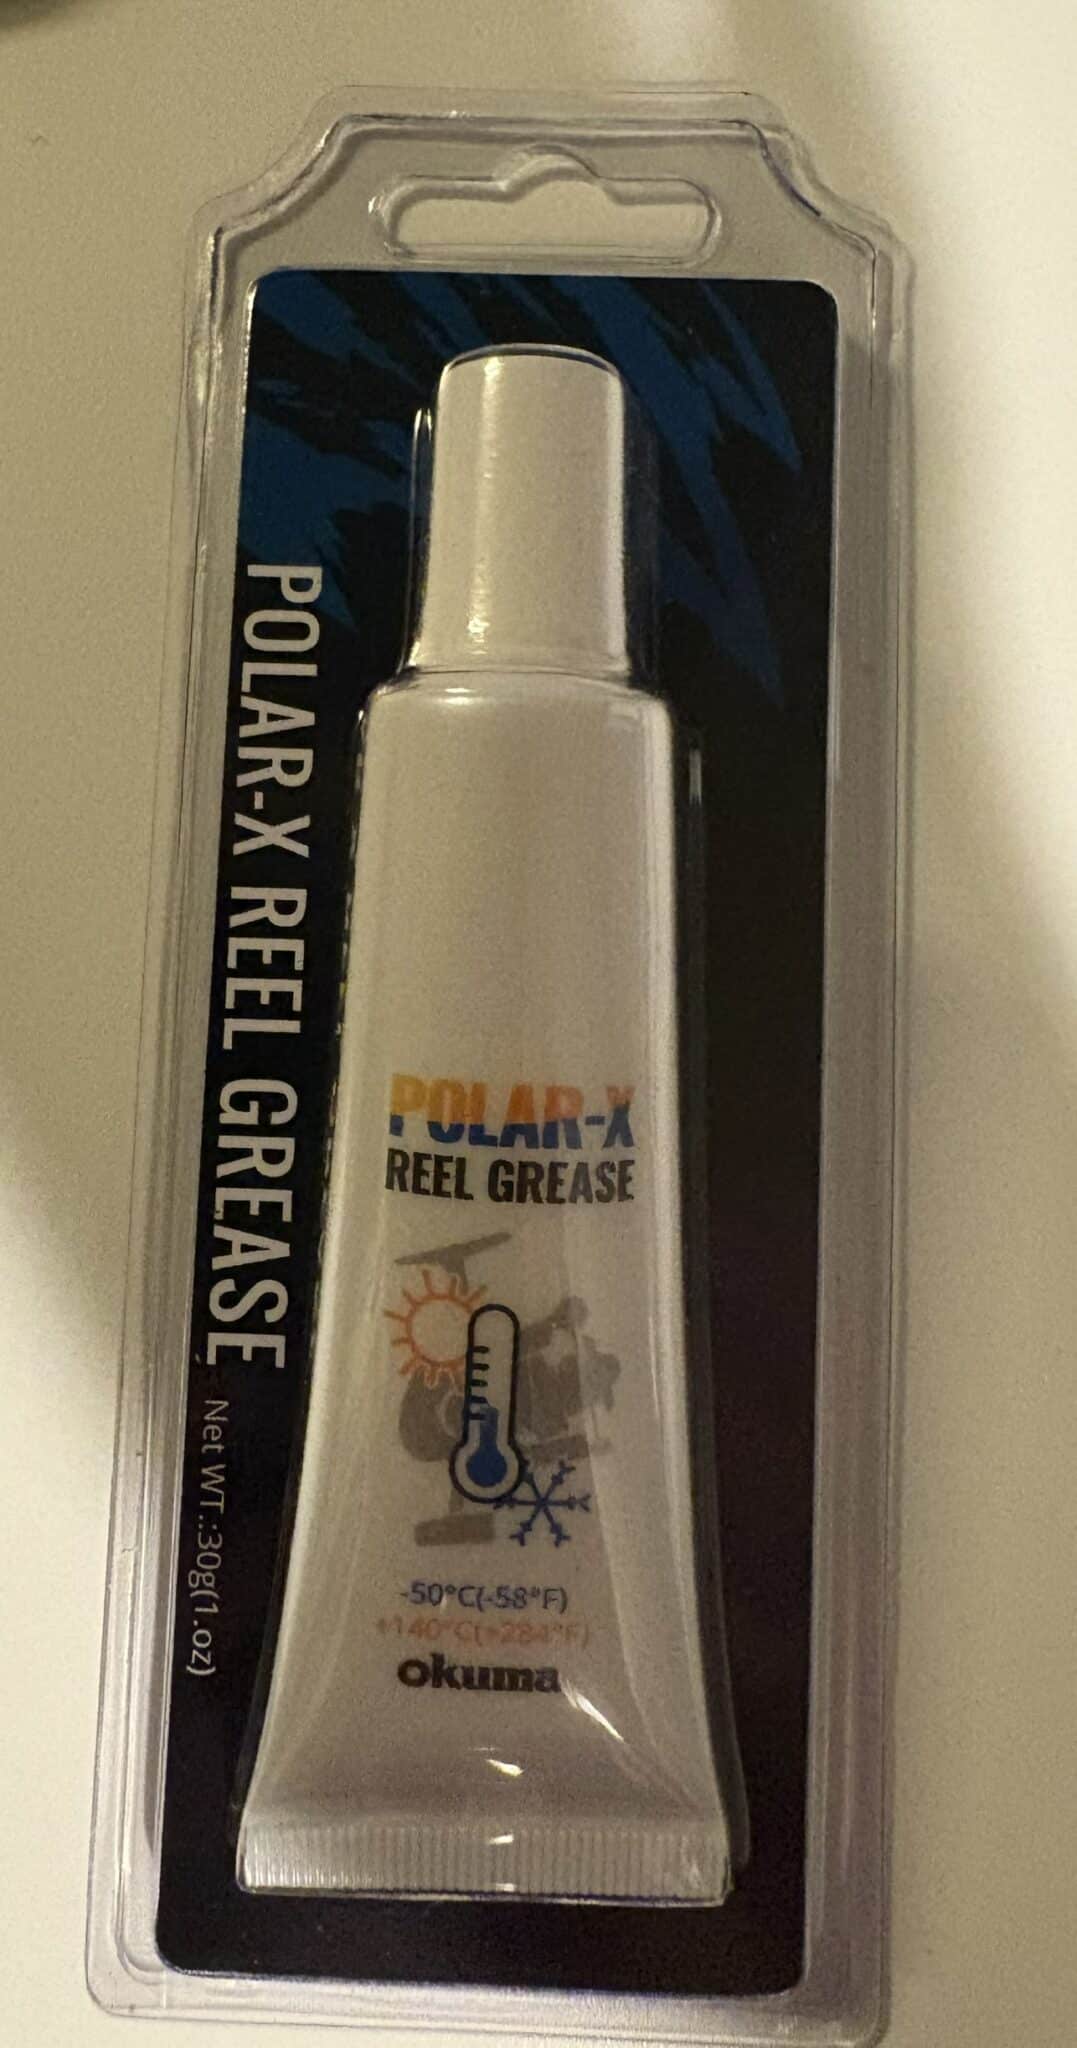 POLAR-X REEL GREASE
Net WT.:30g(1.oz)
POLAR-X
REEL GREASE
-50°C(-58°F)
+140°C(+284°F)
okuma